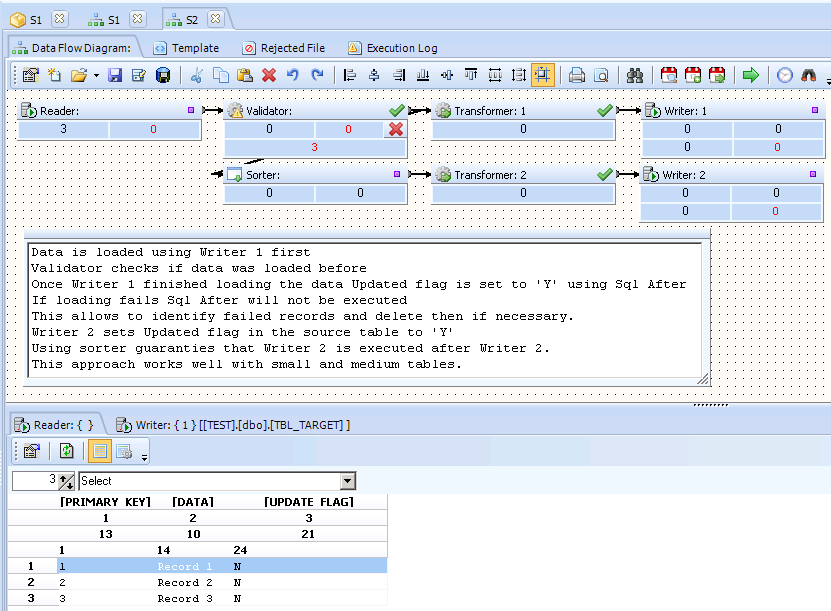 S1 S1 S2
Data Flow Diagram: Template Rejected File Execution Log
Reader: Validator: Transformer: 1 Writer: 1
3 0 0 0 0 0 0
3 0 0
Sorter: Transformer: 2 Writer: 2
0 0 0 0 0
0 0
Data is loaded using Writer 1 first
Validator checks if data was loaded before
Once Writer 1 finished loading the data Updated flag is set to 'Y' using Sql After
If loading fails Sql After will not be executed
This allows to identify failed records and delete then if necessary.
Writer 2 sets Updated flag in the source table to 'Y'
Using sorter guaranties that Writer 2 is executed after Writer 2.
This approach works well with small and medium tables.
Reader: { } Writer: { 1 } [[TEST].[dbo].[TBL_TARGET] ]
3 Select
[PRIMARY KEY] [DATA] [UPDATE FLAG]
1 2 3
13 10 21
1 14 24
1 1 Record 1 N
2 2 Record 2 N
3 3 Record 3 N